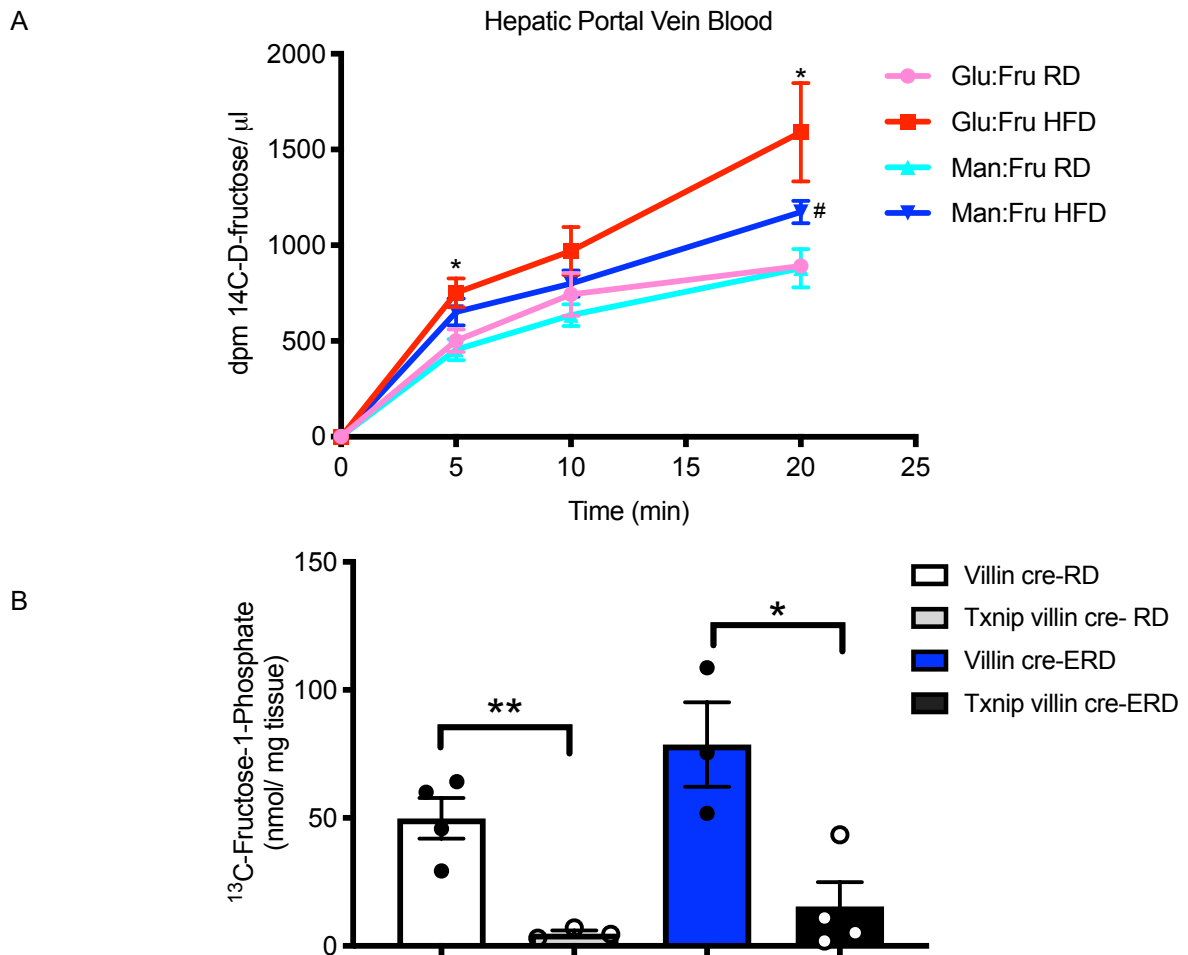 A
Hepatic Portal Vein Blood
dpm 14C-D-fructose/ μl
2000
1500
1000
500
0
0 5 10 15 20 25
Time (min)
*
*
#
Glu:Fru RD
Glu:Fru HFD
Man:Fru RD
Man:Fru HFD
B
13C-Fructose-1-Phosphate
(nmol/ mg tissue)
150
100
50
0
**
*
Villin cre-RD
Txnip villin cre- RD
Villin cre-ERD
Txnip villin cre-ERD